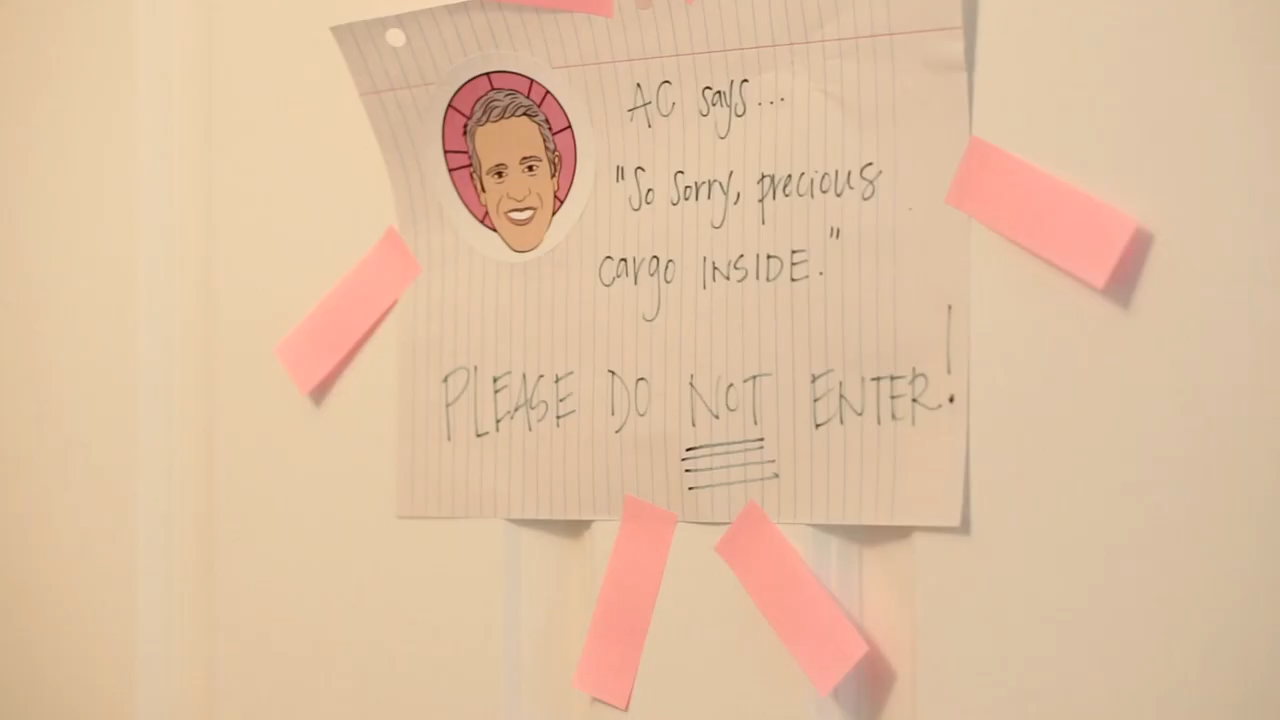 AC says...
"So sorry, precious
cargo INSIDE."
PLEASE DO NOT ENTER!